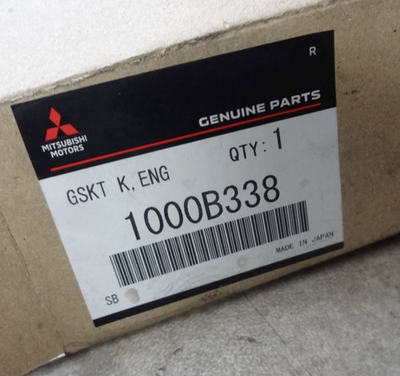 R
GENUINE PARTS
MITSUBISHI
MOTORS
GSKT K, ENG
QTY: 1
1000B338
MADE IN JAPAN
SB